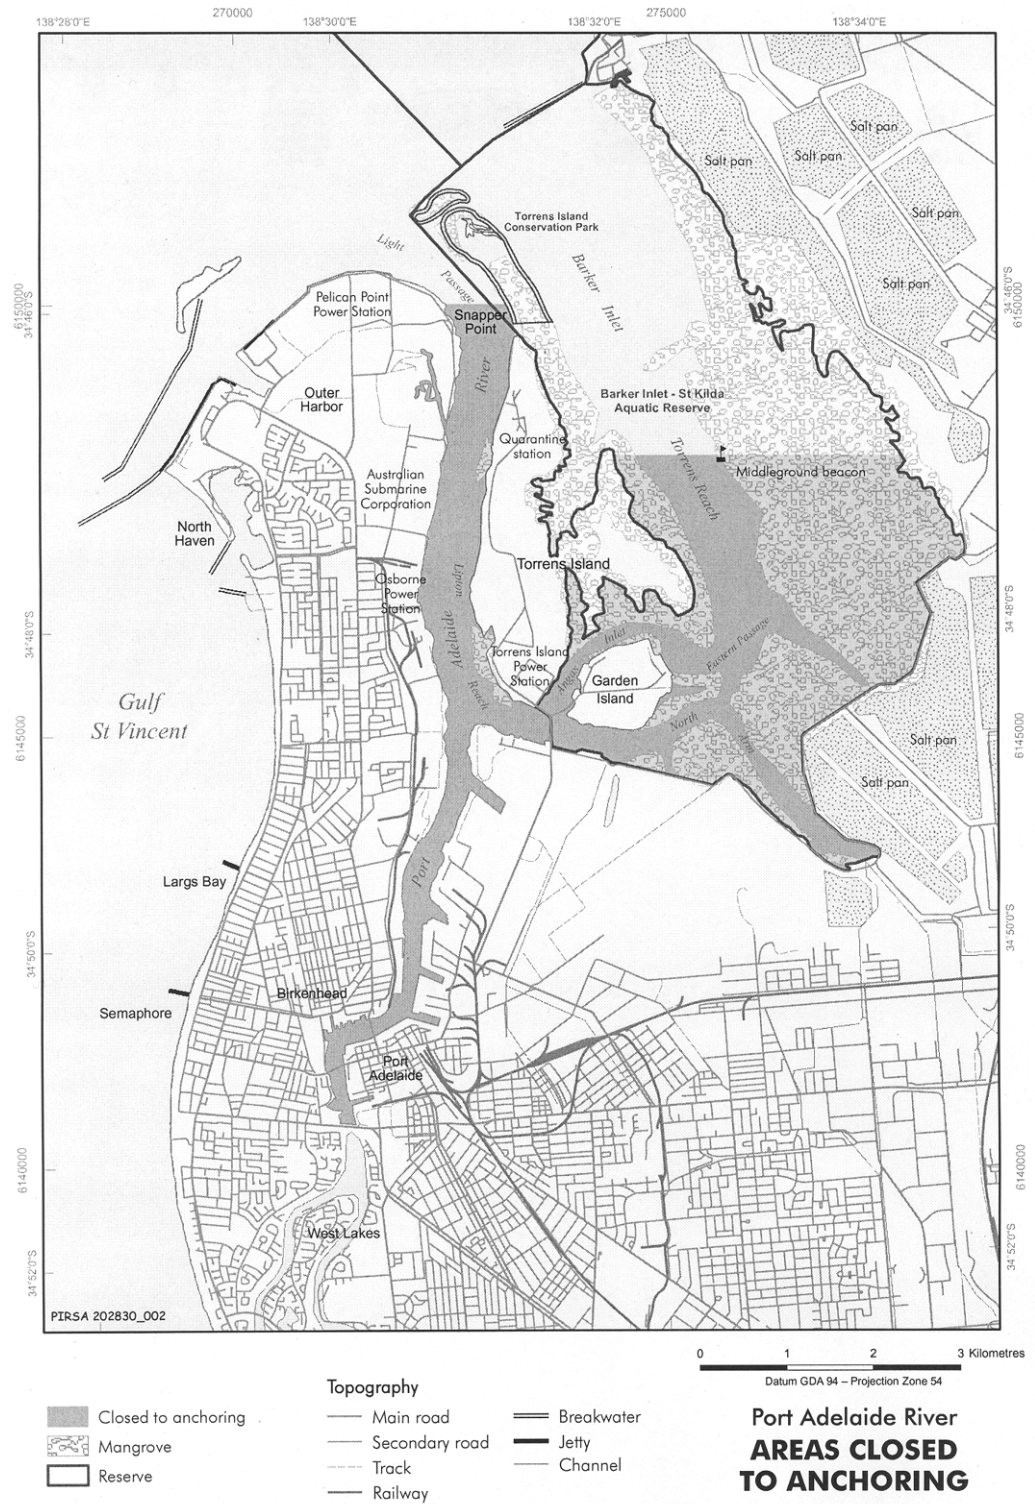 138°28'0"E
270000
138°30'0"E
138°32'0"E
275000
138°34'0"E
Salt pan
Salt pan
Salt pan
Salt pan
Salt pan
Torrens Island
Conservation Park
Light
Passage
Barker Inlet
6150000
34°46'0"S
34°46'0"S
6150000
Pelican Point
Power Station
Snapper
Point
River
Outer
Harbor
Barker Inlet - St Kilda
Aquatic Reserve
Quarantine
station
Torrens Reach
Middleground beacon
Australian
Submarine
Corporation
North
Haven
Torrens Island
Osborne
Power
Station
Lipson
34°48'0"S
34°48'0"S
Adelaide
Inlet
Eastern Passage
Torrens Island
Power
Station
Angas
Garden
Island
Reach
North
Arm
Gulf
St Vincent
6145000
6145000
Salt pan
Salt pan
Port
Largs Bay
34°50'0"S
34°50'0"S
Birkenhead
Semaphore
Port
Adelaide
6140000
6140000
West Lakes
34°52'0"S
34°52'0"S
PIRSA 202830_002
0 1 2 3 Kilometres
Datum GDA 94 – Projection Zone 54
Topography
Closed to anchoring
Mangrove
Reserve
Main road
Secondary road
Track
Railway
Breakwater
Jetty
Channel
Port Adelaide River
AREAS CLOSED
TO ANCHORING